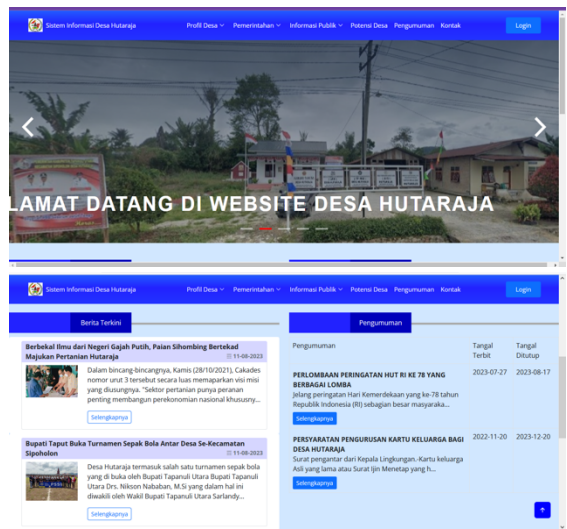 Sistem Informasi Desa Hutaraja
Profil Desa
Pemerintahan
Informasi Publik
Potensi Desa
Pengumuman
Kontak
Login
LAMAT DATANG DI WEBSITE DESA HUTARAJA
Sistem Informasi Desa Hutaraja
Profil Desa
Pemerintahan
Informasi Publik
Potensi Desa
Pengumuman
Kontak
Login
Berita Terkini
Berbekal Ilmu dari Negeri Gajah Putih, Paian Sihombing Bertekad
Majukan Pertanian Hutaraja
11-08-2023
Dalam bincang-bincangnya, Kamis (28/10/2021), Cakades
nomor urut 3 tersebut secara luas memaparkan visi misi
yang diusungnya. "Sektor pertanian punya peranan
penting membangun perekonomian nasional khususny...
Selengkapnya
Bupati Taput Buka Turnamen Sepak Bola Antar Desa Se-Kecamatan
Sipoholon
11-08-2023
Desa Hutaraja termasuk salah satu turnamen sepak bola
yang di buka oleh Bupati Tapanuli Utara Bupati Tapanuli
Utara Drs. Nikson Nababan, M.Si yang dalam hal ini
diwakili oleh Wakil Bupati Tapanuli Utara Sarlandy...
Selengkapnya
Pengumuman
Pengumuman
Tangal
Terbit
Tangal
Ditutup
PERLOMBAAN PERINGATAN HUT RI KE 78 YANG
BERBAGAI LOMBA
2023-07-27
2023-08-17
Jelang peringatan Hari Kemerdekaan yang ke-78 tahun
Republik Indonesia (RI) sebagian besar masyaraka...
Selengkapnya
PERSYARATAN PENGURUSAN KARTU KELUARGA BAGI
DESA HUTARAJA
2022-11-20
2023-12-20
Surat pengantar dari Kepala Lingkungan.-Kartu keluarga
Asli yang lama atau Surat Ijin Menetap yang h...
Selengkapnya